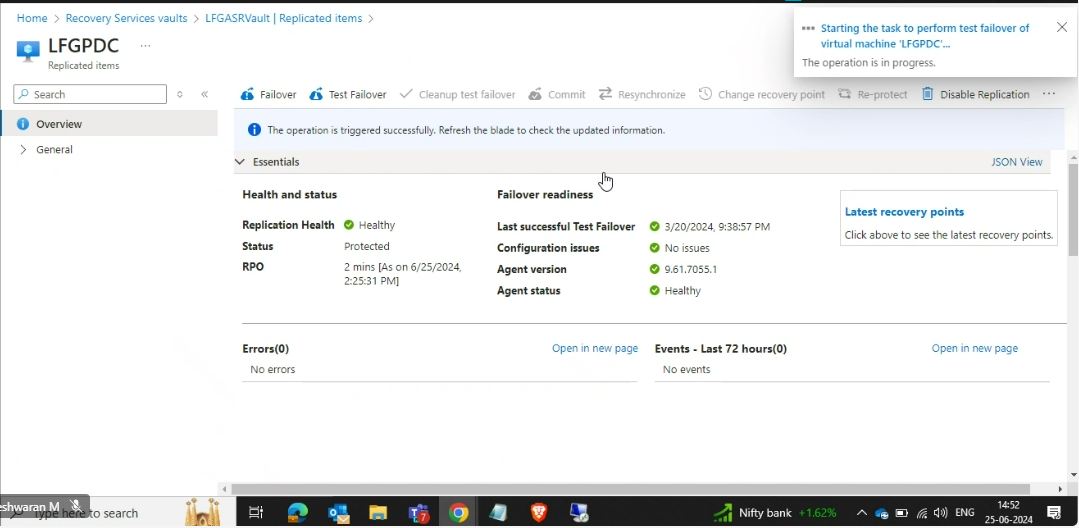 Home > Recovery Services vaults > LFGASRVault | Replicated items >
LFGPDC ...
Replicated items
Starting the task to perform test failover of
virtual machine 'LFGPDC'...
The operation is in progress.
Search
Overview
General
Failover Test Failover Cleanup test failover Commit Resynchronize Change recovery point Re-protect Disable Replication ...
The operation is triggered successfully. Refresh the blade to check the updated information.
Essentials JSON View
Health and status
Replication Health Healthy
Status Protected
RPO 2 mins [As on 6/25/2024,
2:25:31 PM]
Failover readiness
Last successful Test Failover 3/20/2024, 9:38:57 PM
Configuration issues No issues
Agent version 9.61.7055.1
Agent status Healthy
Latest recovery points
Click above to see the latest recovery points.
Errors(0) Open in new page
No errors
Events - Last 72 hours(0) Open in new page
No events
eshwaran M
Type here to search
Nifty bank +1.62%
ENG
14:52
25-06-2024